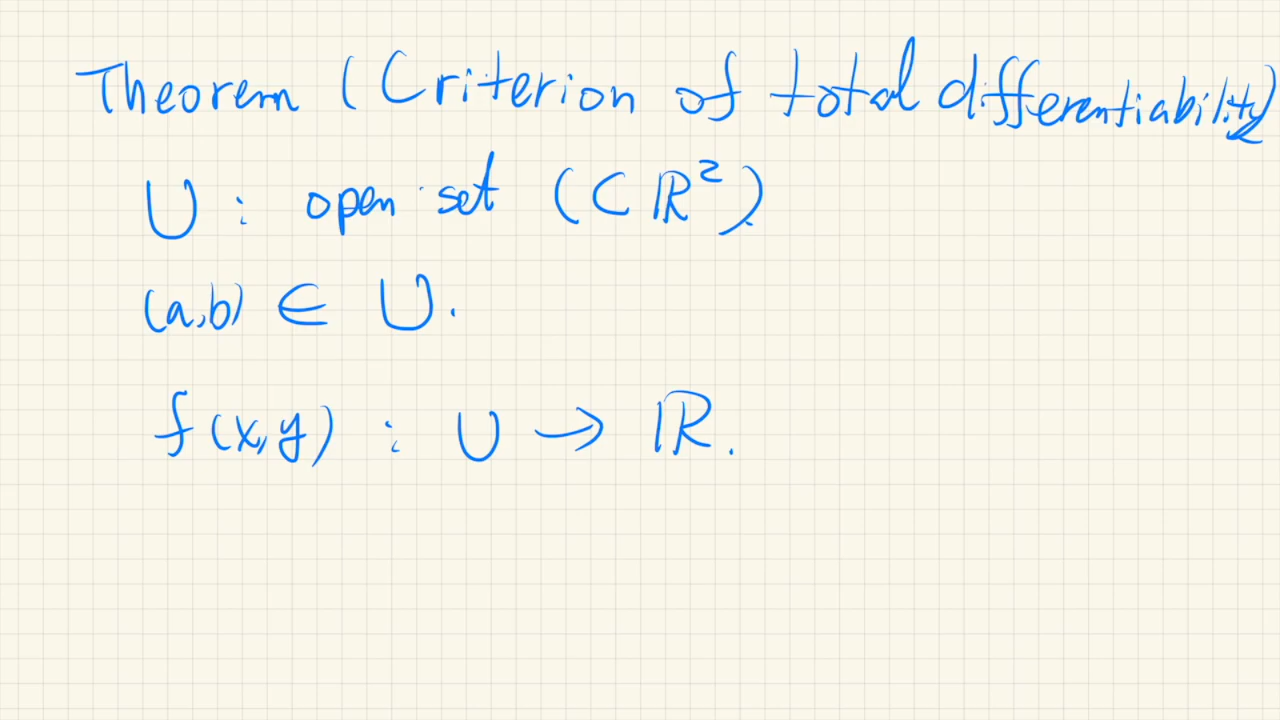 Theorem (Criterion of total differentiability)
U : open set (⊂ ℝ²).
(a,b) ∈ U.
f(x,y) : U → ℝ.